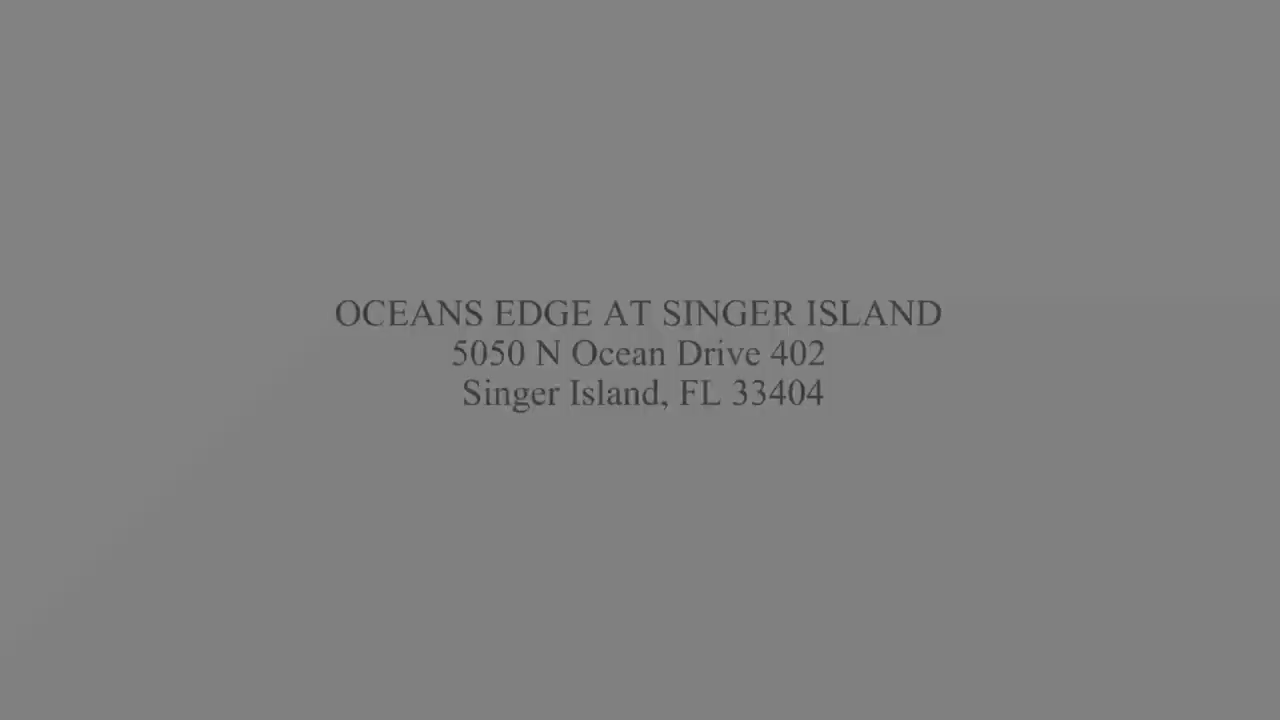 OCEANS EDGE AT SINGER ISLAND
5050 N Ocean Drive 402
Singer Island, FL 33404